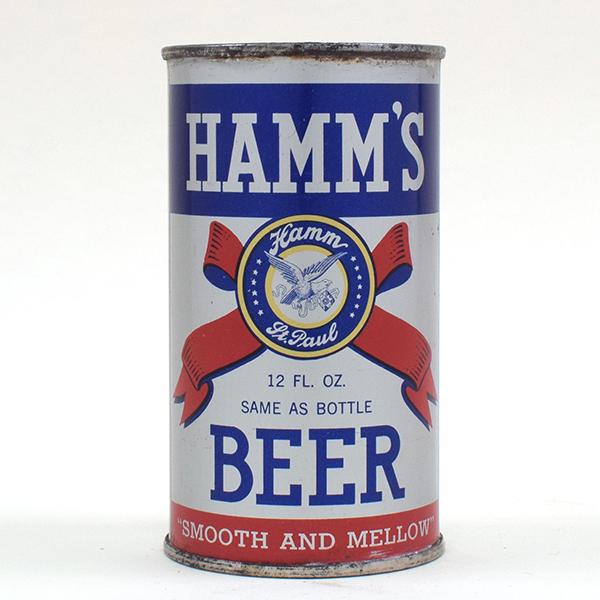 HAMM'S
Hamm
St. Paul
12 FL. OZ.
SAME AS BOTTLE
BEER
"SMOOTH AND MELLOW"